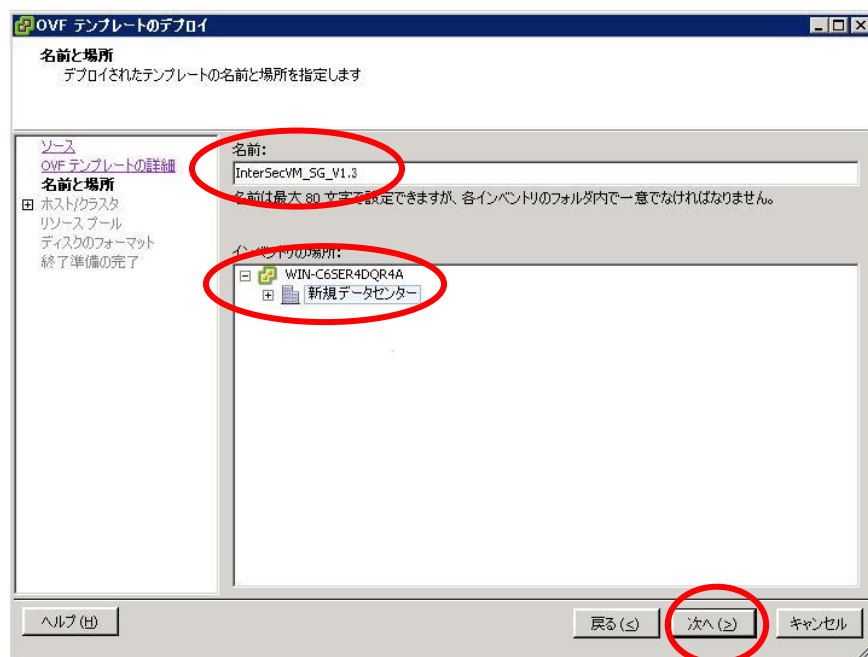 OVF テンプレートのデプロイ
名前と場所
デプロイされたテンプレートの名前と場所を指定します
ソース
OVF テンプレートの詳細
名前と場所
ホスト/クラスタ
リソース プール
ディスクのフォーマット
終了準備の完了
名前:
InterSecVM_SG_V1.3
名前は最大 80 文字で設定できますが、各インベントリのフォルダ内で一意でなければなりません。
インベントリの場所:
WIN-C6SER4DQR4A
新規データセンター
ヘルプ(H)
戻る(≤)
次へ(≥)
キャンセル